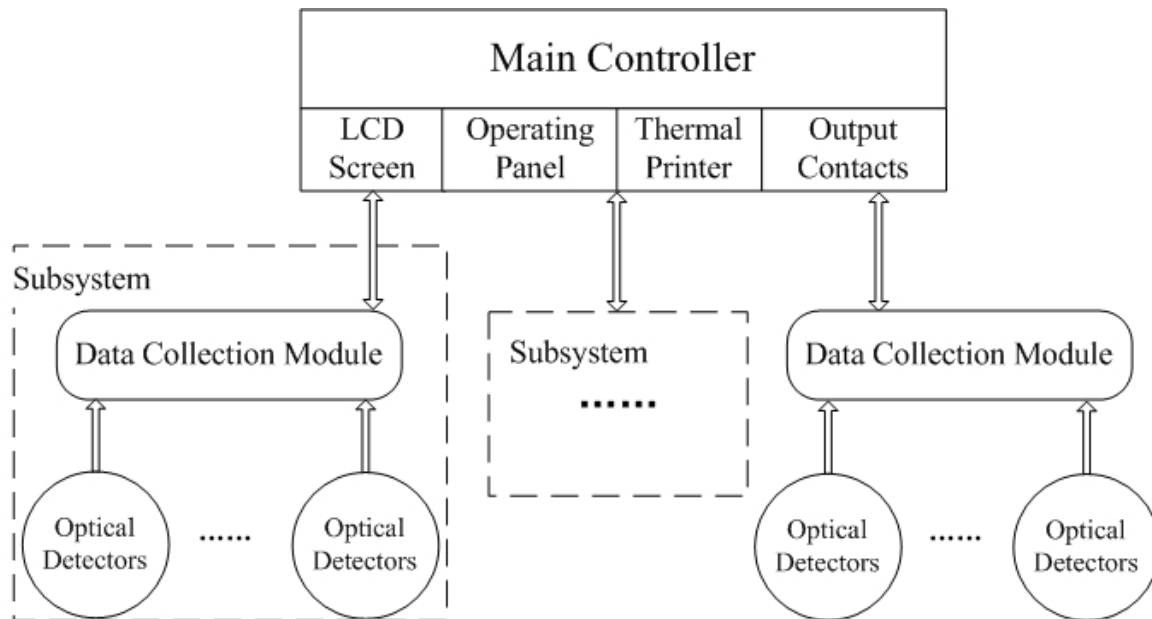 Main Controller
LCD
Screen
Operating
Panel
Thermal
Printer
Output
Contacts
Subsystem
Data Collection Module
Optical
Detectors
......
Optical
Detectors
Subsystem
......
Data Collection Module
Optical
Detectors
......
Optical
Detectors